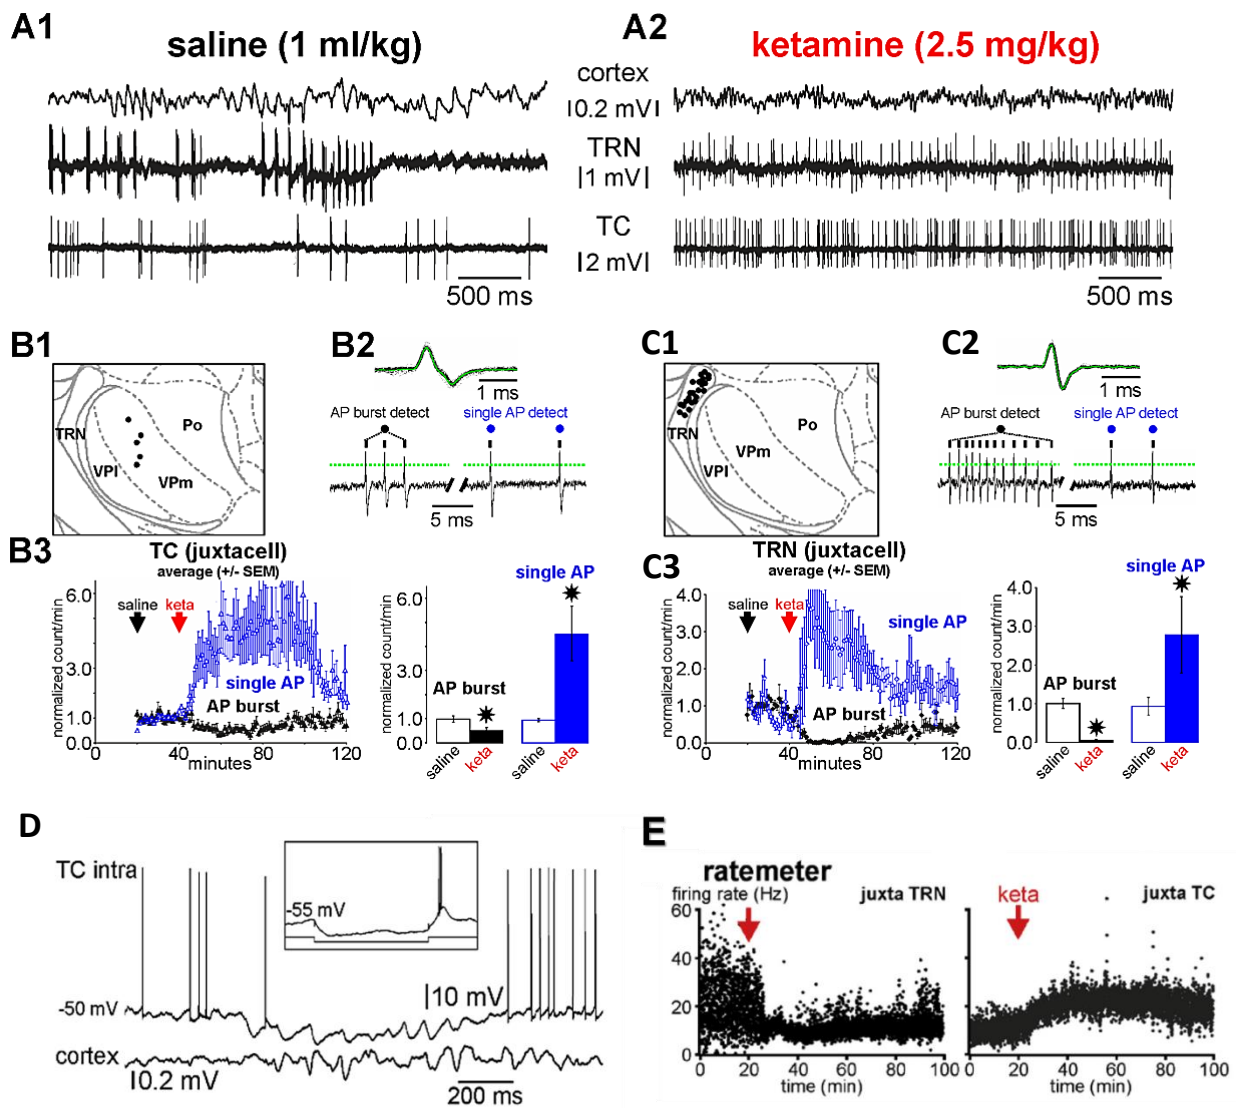 A1
saline (1 ml/kg)
A2
ketamine (2.5 mg/kg)
cortex
|0.2 mV|
TRN
|1 mV|
TC
|2 mV|
500 ms
500 ms
B1
TRN
VPl
VPm
Po
B2
1 ms
AP burst detect
single AP detect
5 ms
C1
TRN
VPl
VPm
Po
C2
1 ms
AP burst detect
single AP detect
5 ms
B3
TC (juxtacell)
average (+/- SEM)
normalized count/min
6.0
3.0
1.0
0.0
saline
keta
single AP
AP burst
0
40
80
120
minutes
normalized count/min
6.0
3.0
1.0
0.0
single AP
AP burst
saline
keta
saline
keta
C3
TRN (juxtacell)
average (+/- SEM)
normalized count/min
4.0
3.0
2.0
1.0
0.0
saline
keta
single AP
AP burst
0
40
80
120
minutes
normalized count/min
4.0
3.0
2.0
1.0
0.0
single AP
AP burst
saline
keta
saline
keta
D
TC intra
-55 mV
-50 mV
|10 mV
cortex
|0.2 mV
200 ms
E
ratemeter
firing rate (Hz)
juxta TRN
keta
juxta TC
60
40
20
0
0
20
40
60
80
100
time (min)
0
20
40
60
80
100
time (min)